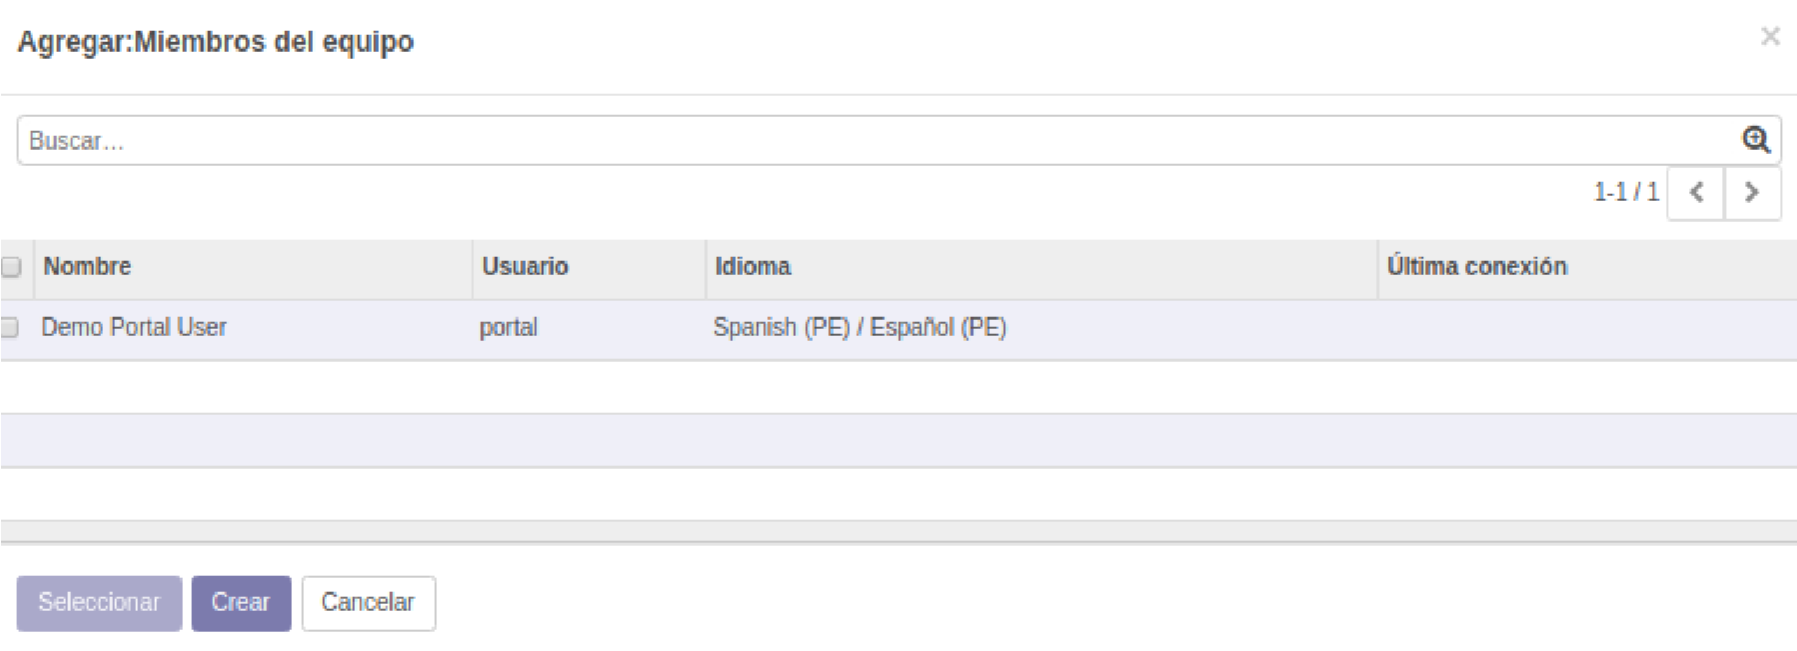 Agregar:Miembros del equipo
×
Buscar...
1-1 / 1
Nombre Usuario Idioma Última conexión
Demo Portal User portal Spanish (PE) / Español (PE)
Seleccionar Crear Cancelar